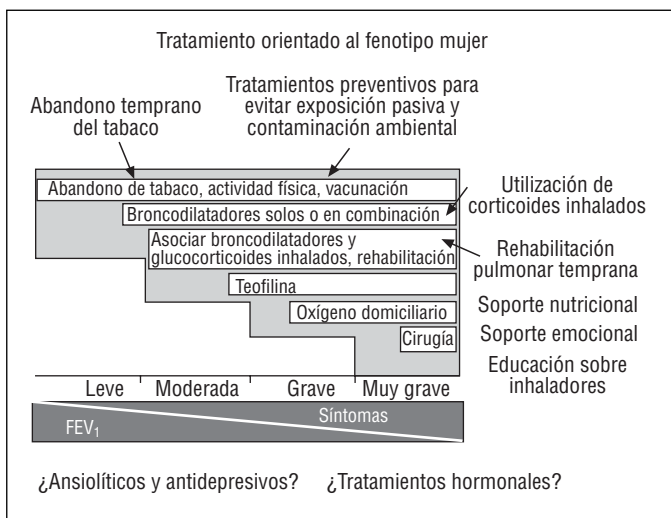 Tratamiento orientado al fenotipo mujer
Abandono temprano
del tabaco
Tratamientos preventivos para
evitar exposición pasiva y
contaminación ambiental
Abandono de tabaco, actividad física, vacunación
Broncodilatadores solos o en combinación
Asociar broncodilatadores y
glucocorticoides inhalados, rehabilitación
Teofilina
Oxígeno domiciliario
Cirugía
Utilización de
corticoides inhalados
Rehabilitación
pulmonar temprana
Soporte nutricional
Soporte emocional
Educación sobre
inhaladores
Leve Moderada Grave Muy grave
Síntomas
FEV₁
¿Ansiolíticos y antidepresivos? ¿Tratamientos hormonales?